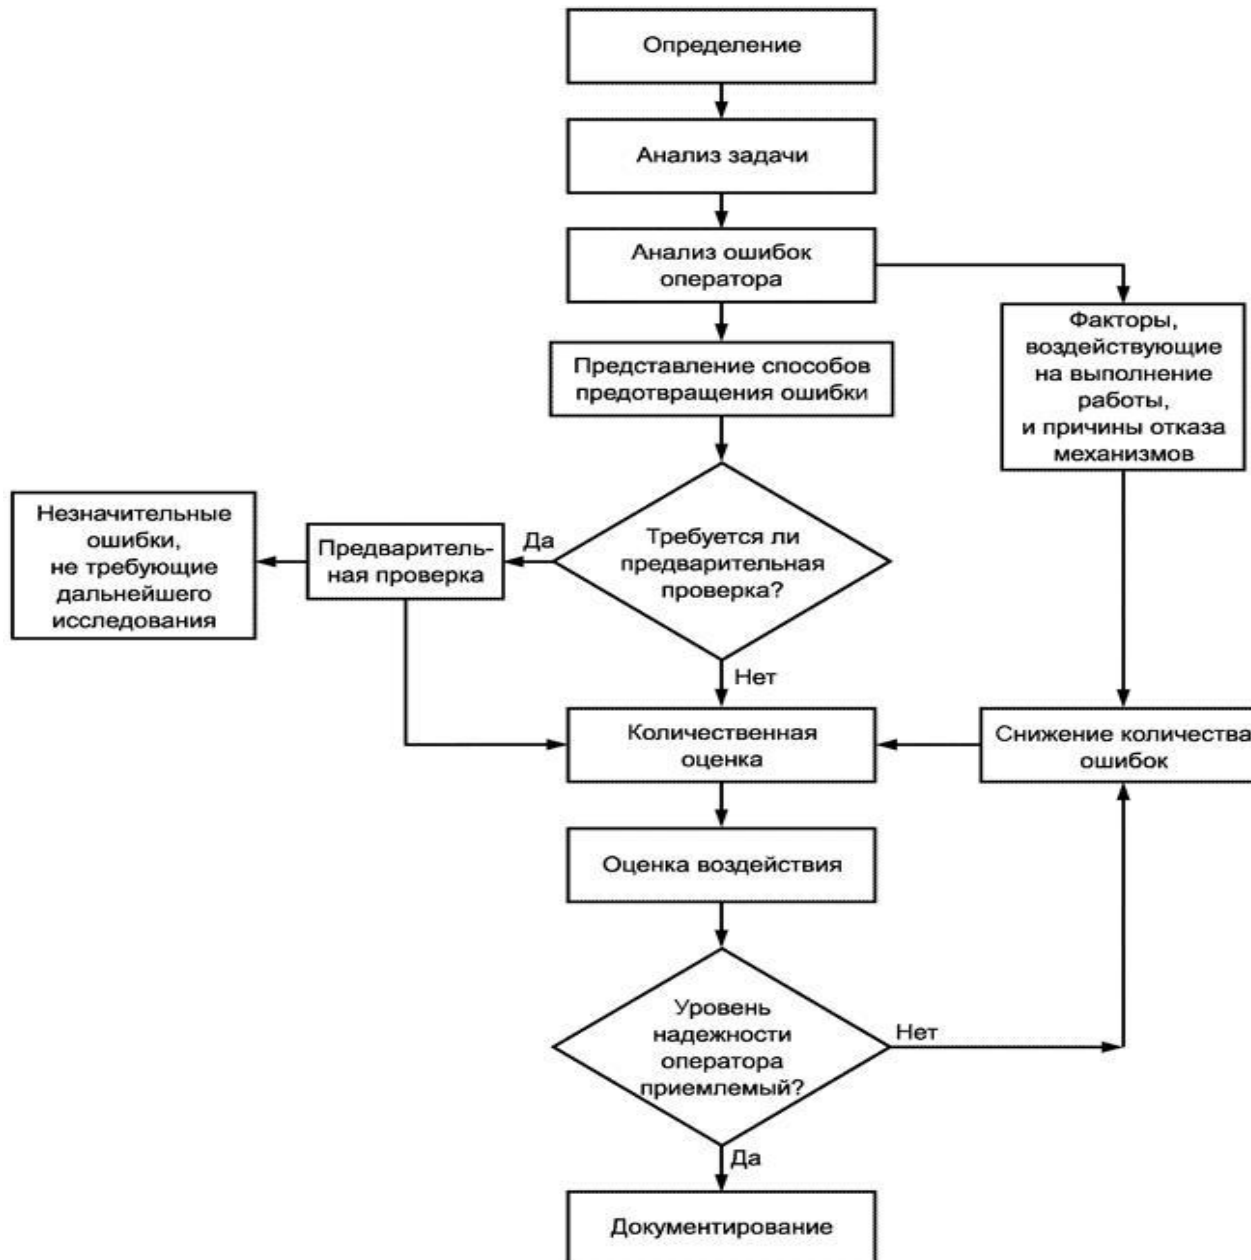 Определение
Анализ задачи
Анализ ошибок
оператора
Факторы,
воздействующие
на выполнение
работы,
и причины отказа
механизмов
Представление способов
предотвращения ошибки
Незначительные
ошибки,
не требующие
дальнейшего
исследования
Предваритель-
ная проверка
Да
Требуется ли
предварительная
проверка?
Нет
Количественная
оценка
Снижение количества
ошибок
Оценка воздействия
Уровень
надежности
оператора
приемлемый?
Нет
Да
Документирование